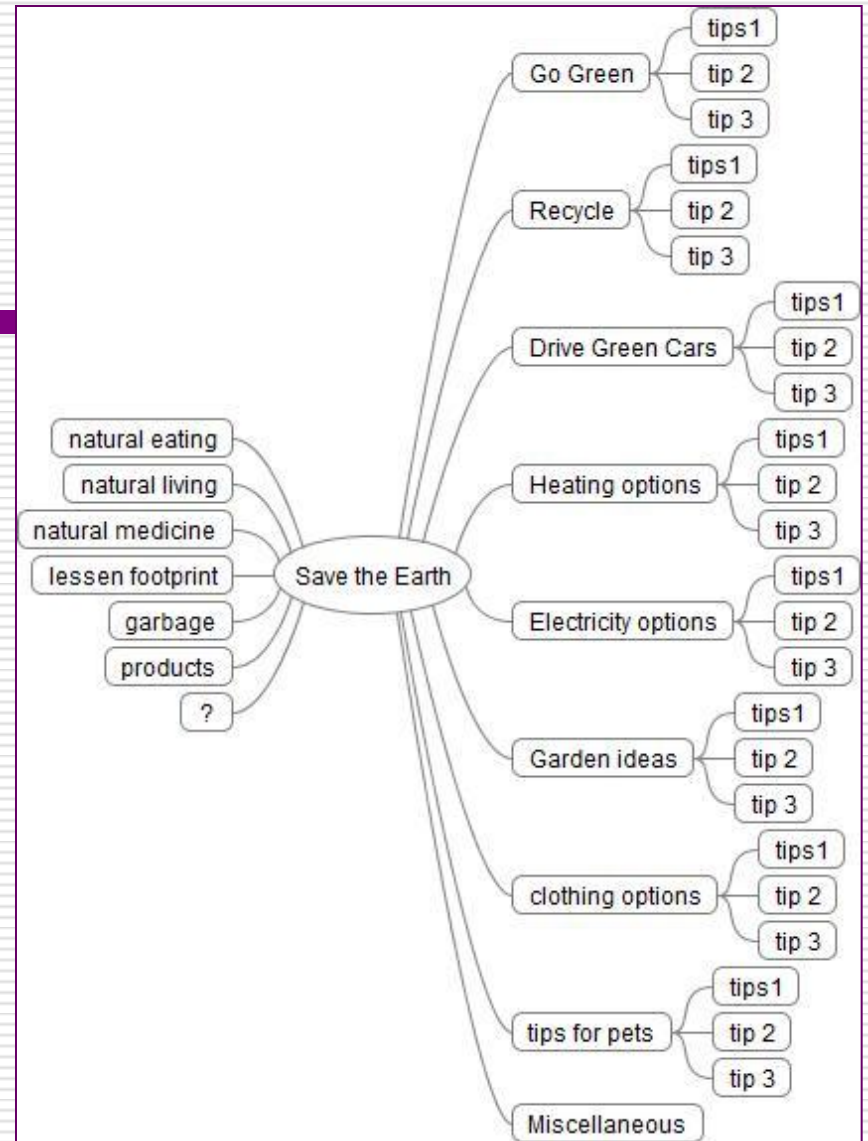 natural eating
natural living
natural medicine
lessen footprint
garbage
products
?
Save the Earth
Go Green
tips1
tip 2
tip 3
Recycle
tips1
tip 2
tip 3
Drive Green Cars
tips1
tip 2
tip 3
Heating options
tips1
tip 2
tip 3
Electricity options
tips1
tip 2
tip 3
Garden ideas
tips1
tip 2
tip 3
clothing options
tips1
tip 2
tip 3
tips for pets
tips1
tip 2
tip 3
Miscellaneous